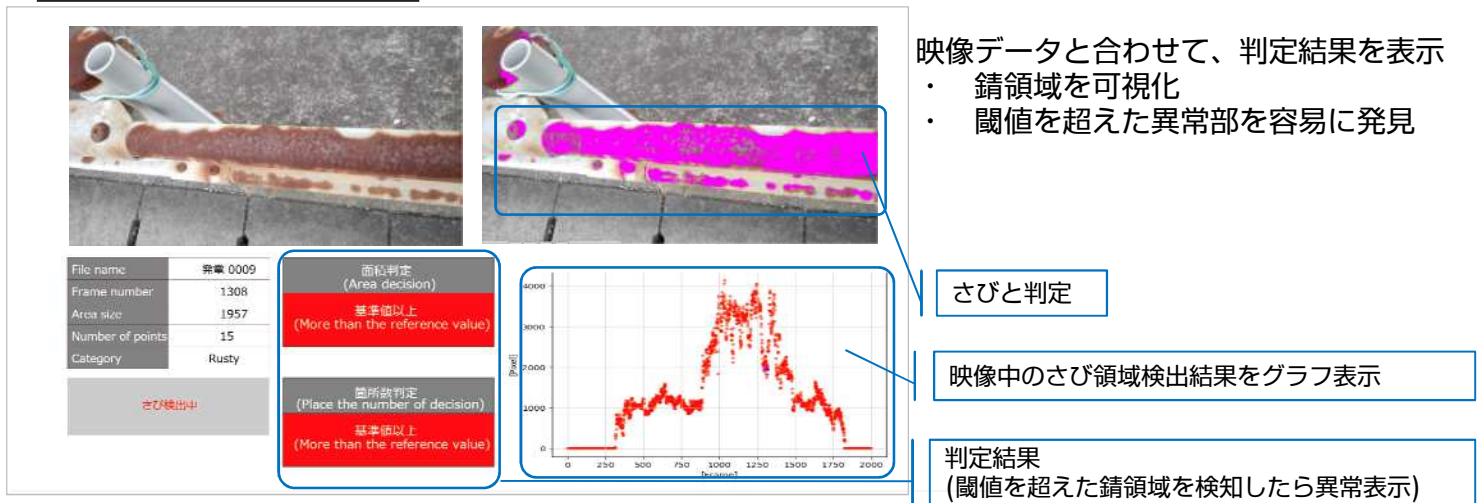 映像データと合わせて、判定結果を表示
・ 錆領域を可視化
・ 閾値を超えた異常部を容易に発見
File name 発電 0009
Frame number 1308
Area size 1957
Number of points 15
Category Rusty
さび検出中
面積判定
(Area decision)
基準値以上
(More than the reference value)
箇所数判定
(Place the number of decision)
基準値以上
(More than the reference value)
4000
3000
2000
1000
0
[Pixel]
0 250 500 750 1000 1250 1500 1750 2000
さびと判定
映像中のさび領域検出結果をグラフ表示
判定結果
(閾値を超えた錆領域を検知したら異常表示)